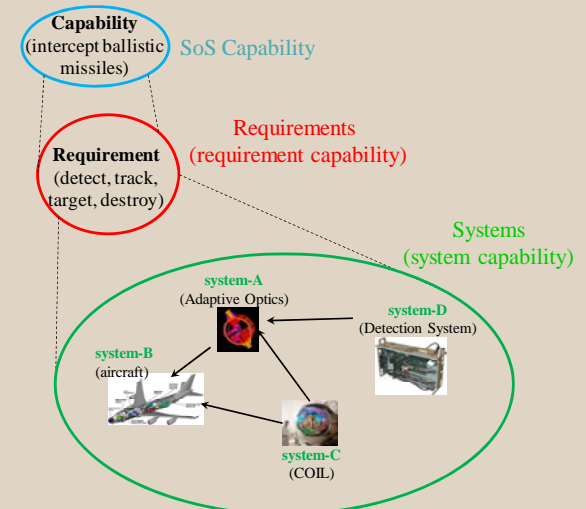 Capability
(intercept ballistic
missiles)
SoS Capability
Requirements
(requirement capability)
Requirement
(detect, track,
target, destroy)
Systems
(system capability)
system-A
(Adaptive Optics)
system-D
(Detection System)
system-B
(aircraft)
system-C
(COIL)